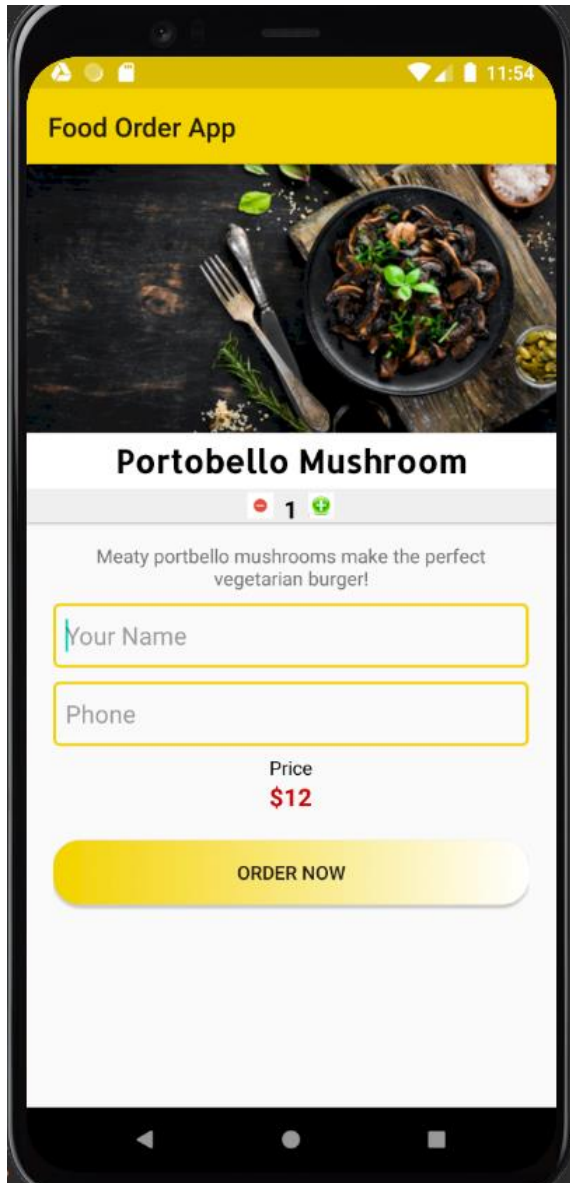 11:54
Food Order App
Portobello Mushroom
1
Meaty portbello mushrooms make the perfect
vegetarian burger!
Your Name
Phone
Price
$12
ORDER NOW